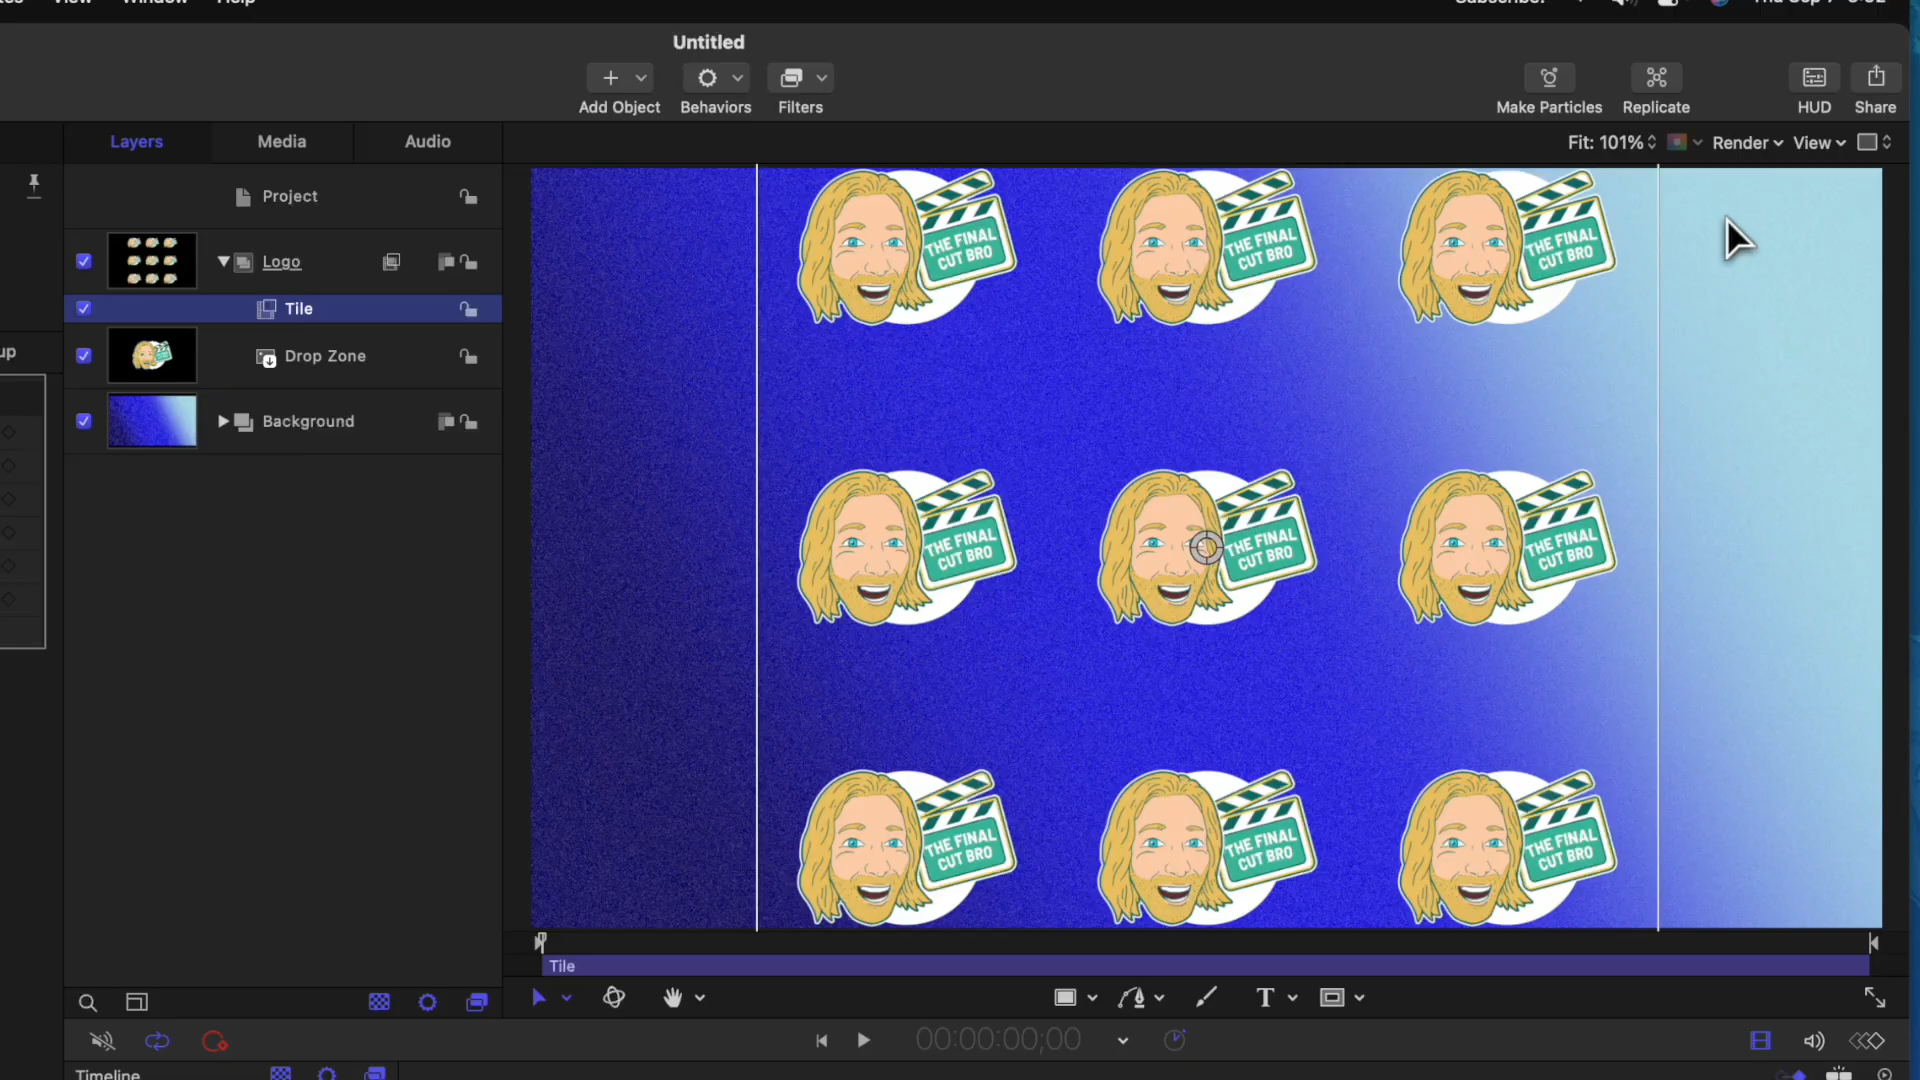 View Window Help
Untitled
Add Object
Behaviors
Filters
Make Particles
Replicate
HUD
Share
Layers
Media
Audio
Fit: 101%
Render
View
Project
Logo
Tile
Drop Zone
Background
THE FINAL
CUT BRO
THE FINAL
CUT BRO
THE FINAL
CUT BRO
THE FINAL
CUT BRO
THE FINAL
CUT BRO
THE FINAL
CUT BRO
THE FINAL
CUT BRO
THE FINAL
CUT BRO
THE FINAL
CUT BRO
Tile
T
00:00:00;00
Timeline